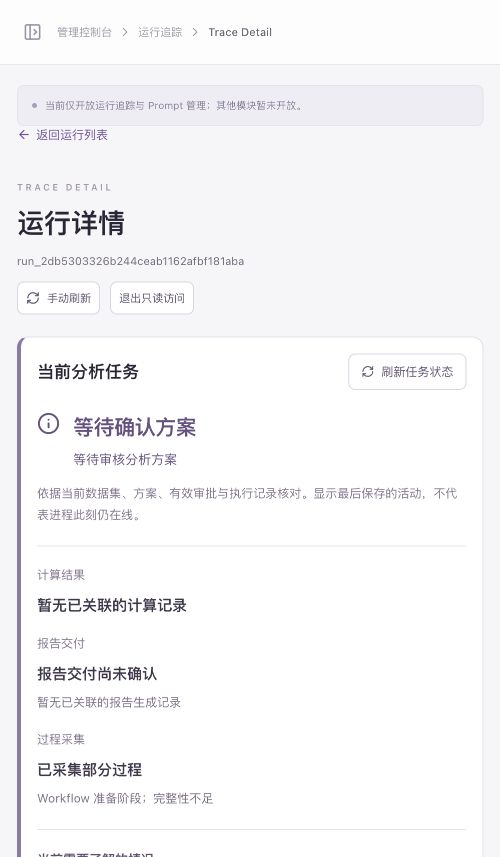 管理控制台 > 运行追踪 > Trace Detail
当前仅开放运行追踪与 Prompt 管理；其他模块暂未开放。
← 返回运行列表
TRACE DETAIL
运行详情
run_2db5303326b244ceab1162afbf181aba
手动刷新 退出只读访问
当前分析任务 刷新任务状态
等待确认方案
等待审核分析方案
依据当前数据集、方案、有效审批与执行记录核对。显示最后保存的活动，不代
表进程此刻仍在线。
计算结果
暂无已关联的计算记录
报告交付
报告交付尚未确认
暂无已关联的报告生成记录
过程采集
已采集部分过程
Workflow 准备阶段；完整性不足